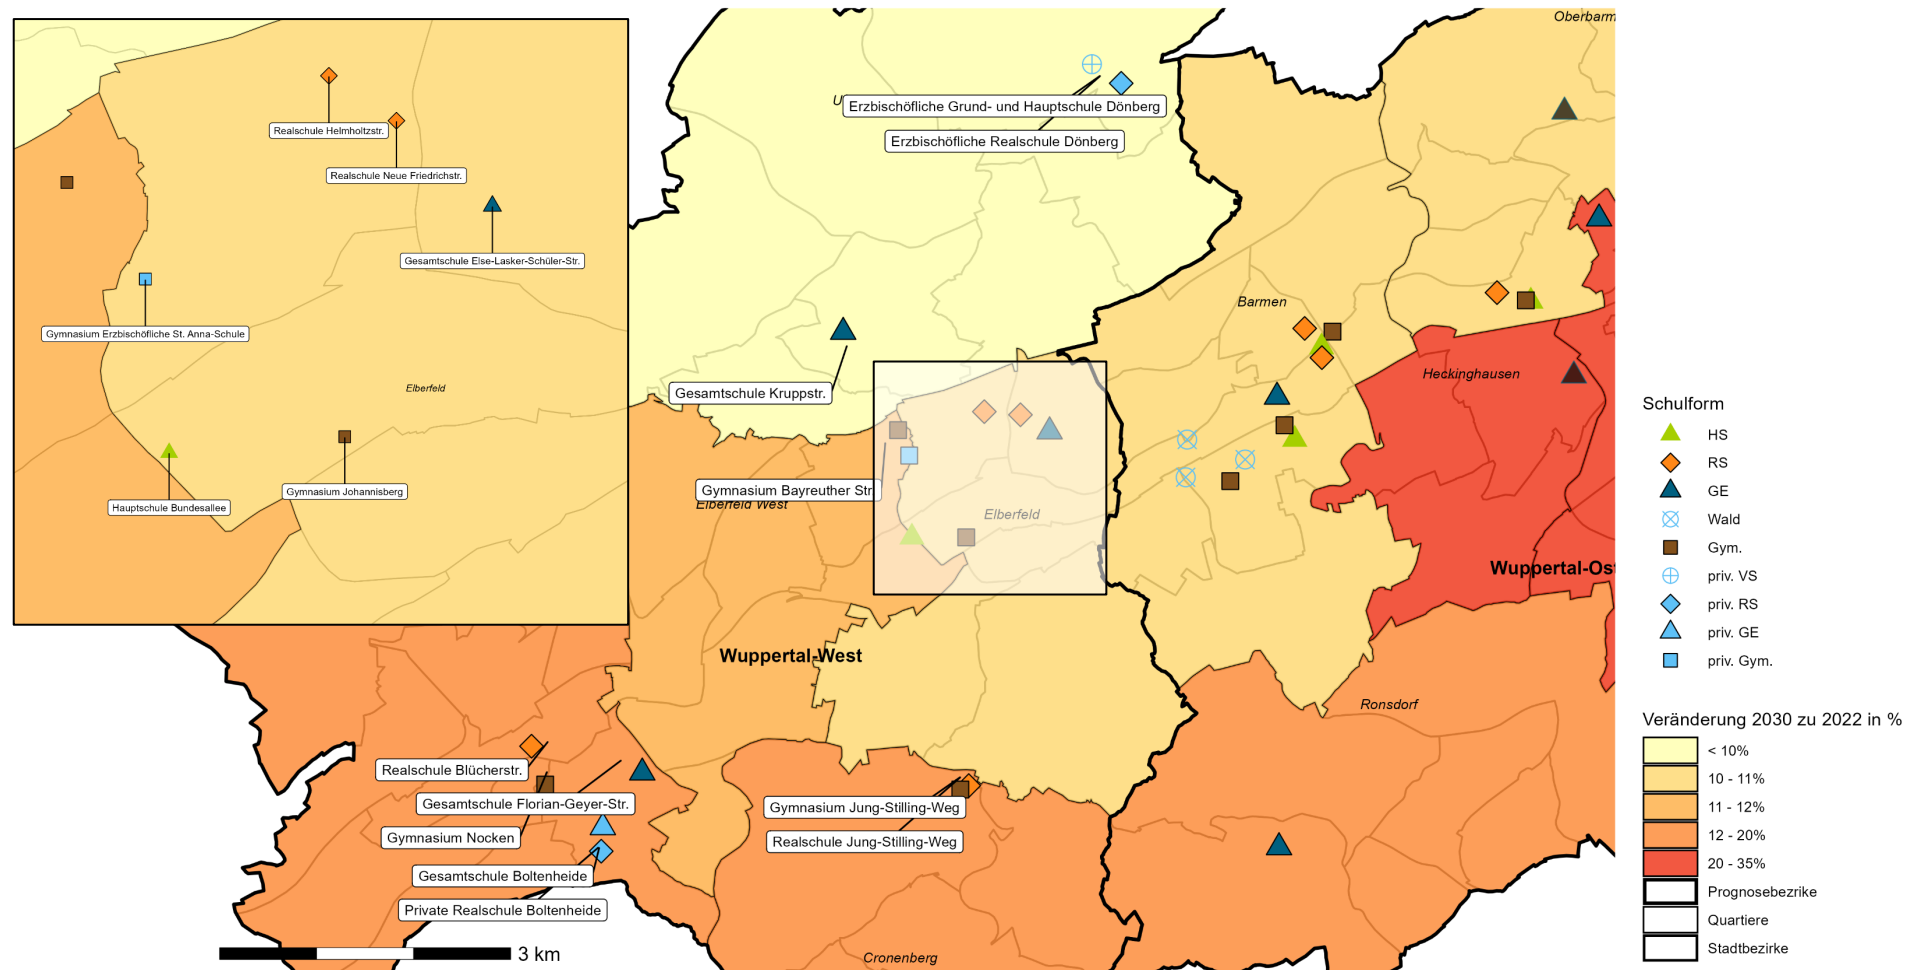 Oberbarm
Realschule Helmholtzstr.
Realschule Neue Friedrichstr.
Gesamtschule Else-Lasker-Schüler-Str.
Gymnasium Erzbischöfliche St. Anna-Schule
Elberfeld
Gymnasium Johannisberg
Hauptschule Bundesallee
U
Erzbischöfliche Grund- und Hauptschule Dönberg
Erzbischöfliche Realschule Dönberg
Barmen
Gesamtschule Kruppstr.
Heckinghausen
Gymnasium Bayreuther Str.
Elberfeld West
Elberfeld
Wuppertal-Ost
Wuppertal-West
Ronsdorf
Realschule Blücherstr.
Gesamtschule Florian-Geyer-Str.
Gymnasium Nocken
Gesamtschule Boltenheide
Private Realschule Boltenheide
Gymnasium Jung-Stilling-Weg
Realschule Jung-Stilling-Weg
Cronenberg
3 km
Schulform
HS
RS
GE
Wald
Gym.
priv. VS
priv. RS
priv. GE
priv. Gym.
Veränderung 2030 zu 2022 in %
< 10%
10 - 11%
11 - 12%
12 - 20%
20 - 35%
Prognosebezrike
Quartiere
Stadtbezirke